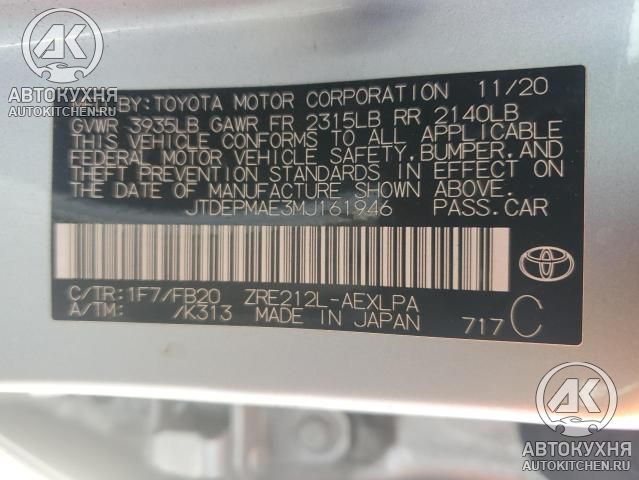 АК
АВТОКУХНЯ
AUTOKITCHEN.RU
MFD. BY: TOYOTA MOTOR CORPORATION 11/20
GVWR 3935LB GAWR FR 2315LB RR 2140LB
THIS VEHICLE CONFORMS TO ALL APPLICABLE
FEDERAL MOTOR VEHICLE SAFETY, BUMPER, AND
THEFT PREVENTION STANDARDS IN EFFECT ON
THE DATE OF MANUFACTURE SHOWN ABOVE.
JTDEPMAE3MJ161946 PASS.CAR
C/TR: 1F7/FB20 ZRE212L-AEXLPA
A/TM: /K313 MADE IN JAPAN 717 C
АК
АВТОКУХНЯ
AUTOKITCHEN.RU